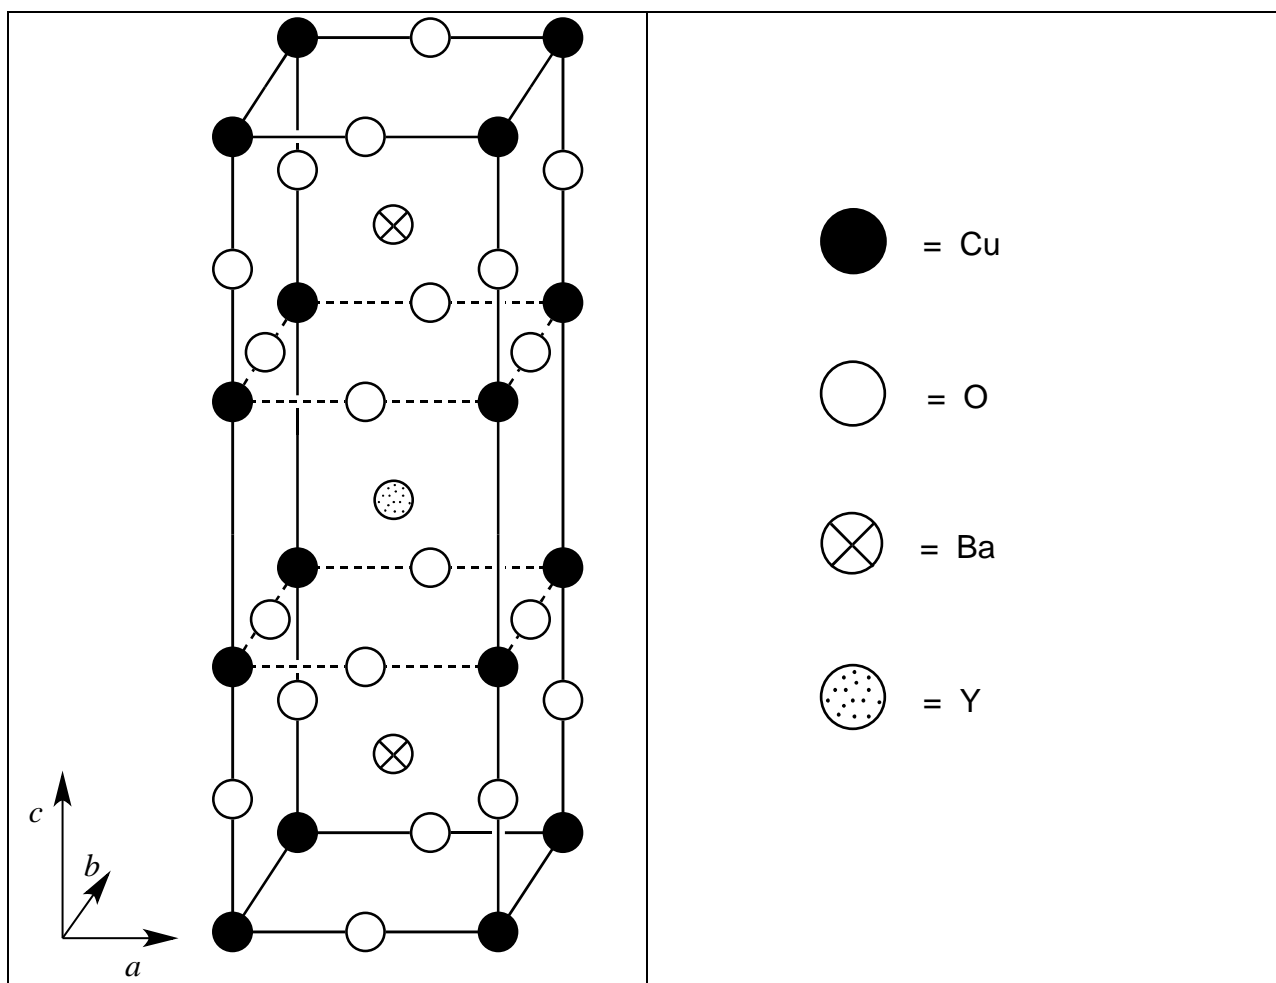 = Cu
= O
= Ba
= Y
c
b
a